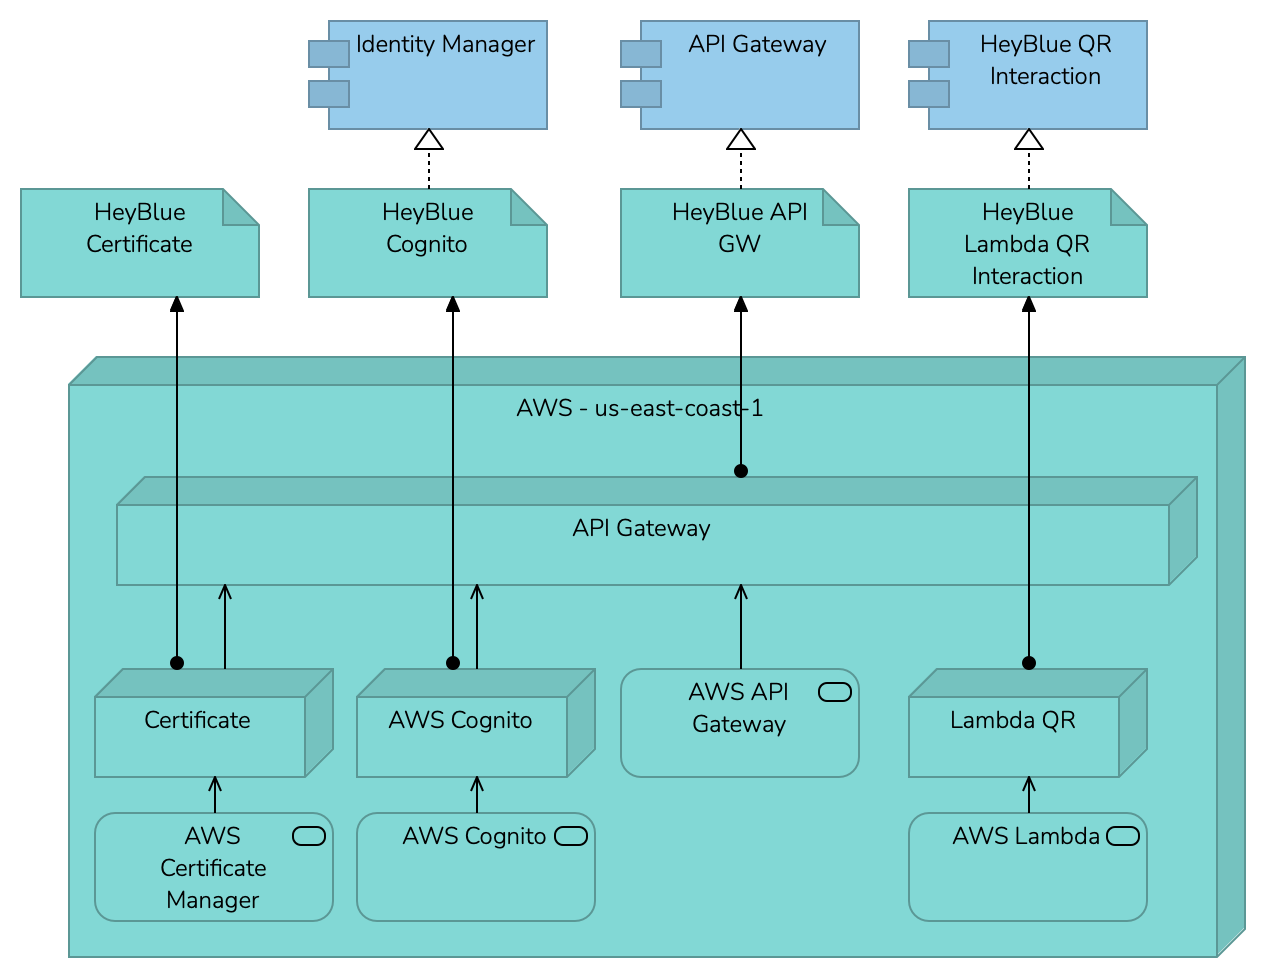 Identity Manager
API Gateway
HeyBlue QR
Interaction
HeyBlue
Certificate
HeyBlue
Cognito
HeyBlue API
GW
HeyBlue
Lambda QR
Interaction
AWS - us-east-coast-1
API Gateway
Certificate
AWS Cognito
AWS API
Gateway
Lambda QR
AWS
Certificate
Manager
AWS Cognito
AWS Lambda